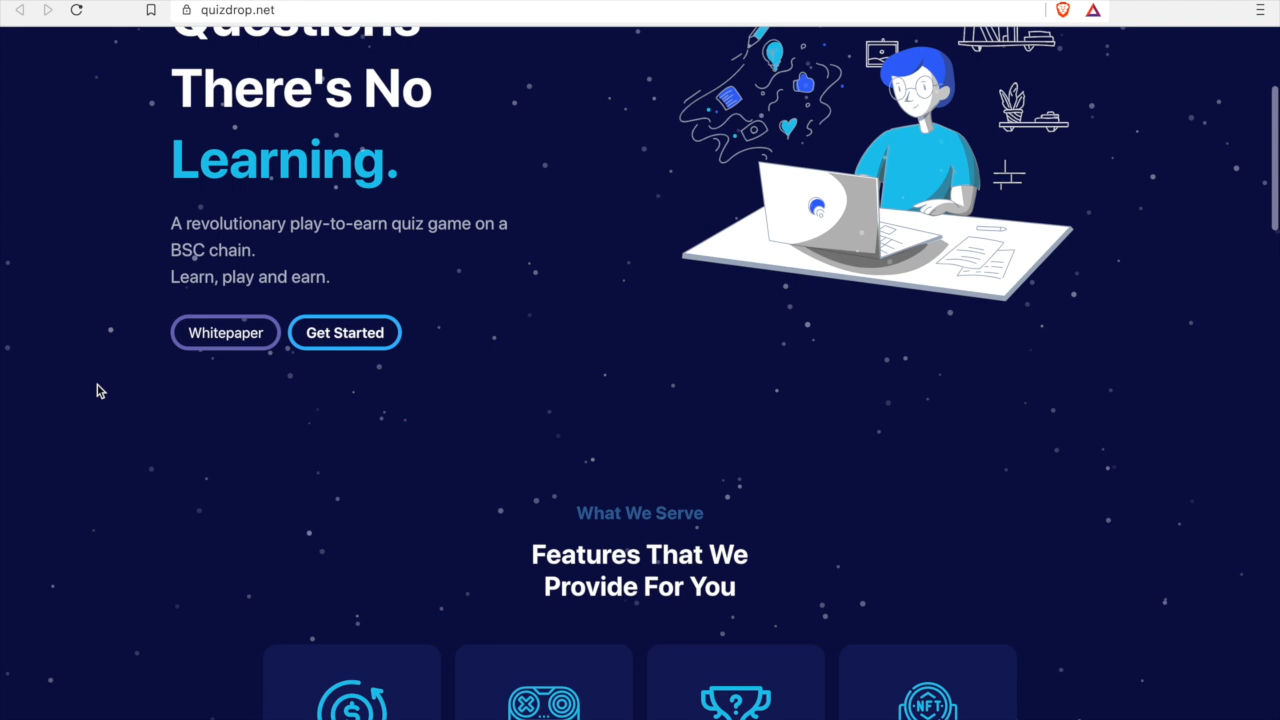 quizdrop.net
Questions
There's No
Learning.
A revolutionary play-to-earn quiz game on a
BSC chain.
Learn, play and earn.
Whitepaper
Get Started
What We Serve
Features That We
Provide For You
$
?
NFT